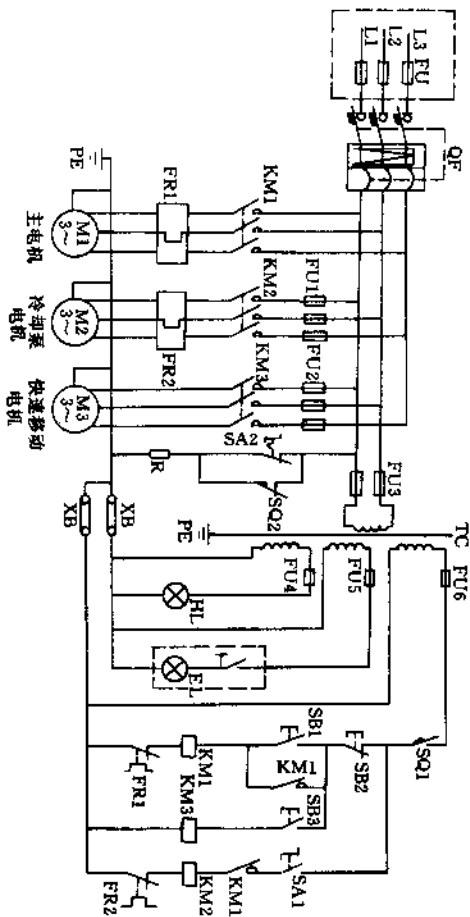 L3
L2
L1
FU
QF
KM1
FR1
PE
M1
3~
主电机
FU1
KM2
FR2
M2
3~
冷却泵
电机
FU2
KM3
M3
3~
快速移动
电机
SA2
R
SQ2
FU3
XB
XB
TC
PE
FU4
HL
FU5
EL
FU6
SQ1
SB2
SB1
KM1
KM1
FR1
SB3
KM3
SA1
KM1
KM2
FR2